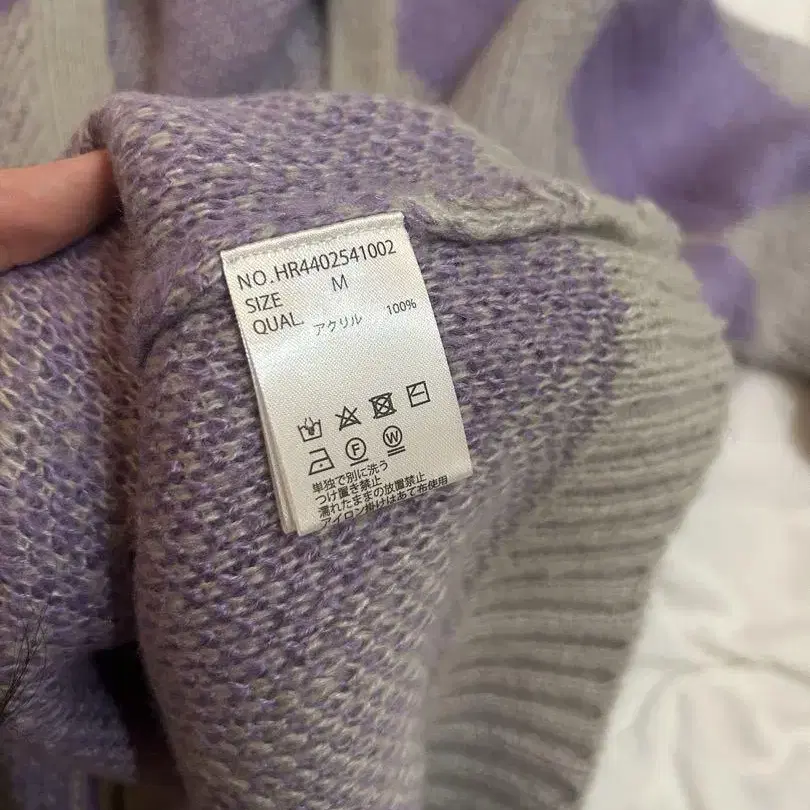 NO.HR4402541002
SIZE M
QUAL.
アクリル 100%
F W
単独で別に洗う
つけ置き禁止
濡れたままの放置禁止
アイロン掛けはあて布使用